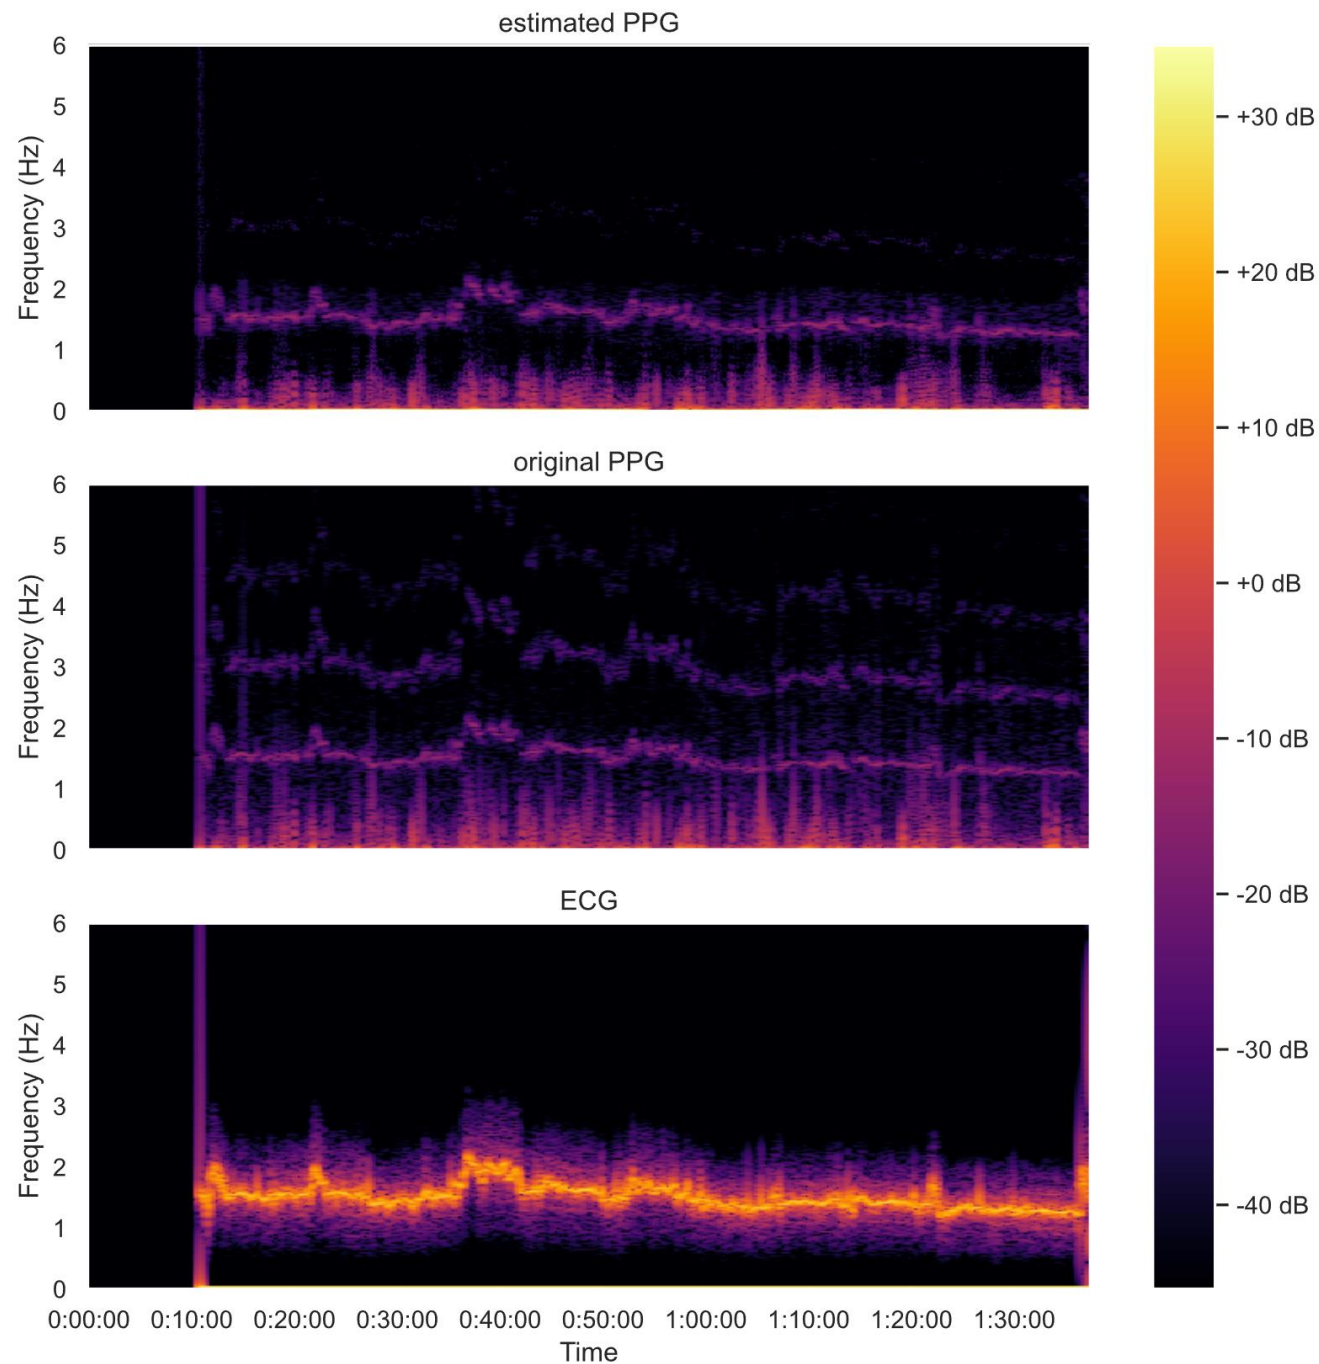 estimated PPG
6
5
4
3
2
1
0
Frequency (Hz)
original PPG
6
5
4
3
2
1
0
Frequency (Hz)
ECG
6
5
4
3
2
1
0
Frequency (Hz)
0:00:00 0:10:00 0:20:00 0:30:00 0:40:00 0:50:00 1:00:00 1:10:00 1:20:00 1:30:00
Time
+30 dB
+20 dB
+10 dB
+0 dB
-10 dB
-20 dB
-30 dB
-40 dB